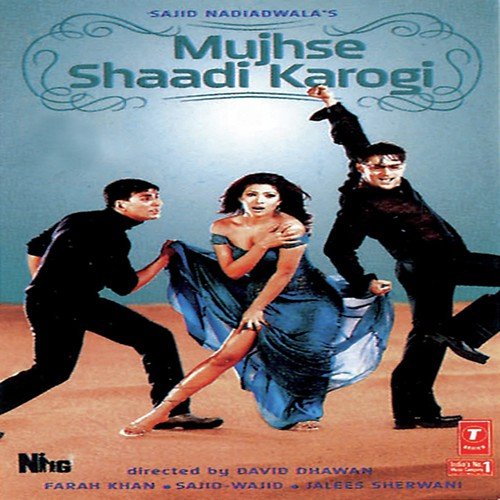 SAJID NADIADWALA'S
Mujhse
Shaadi Karogi
T
SERIES
India's No.1
Music Company
NHG
directed by DAVID DHAWAN
FARAH KHAN • SAJID-WAJID • JALEES SHERWANI